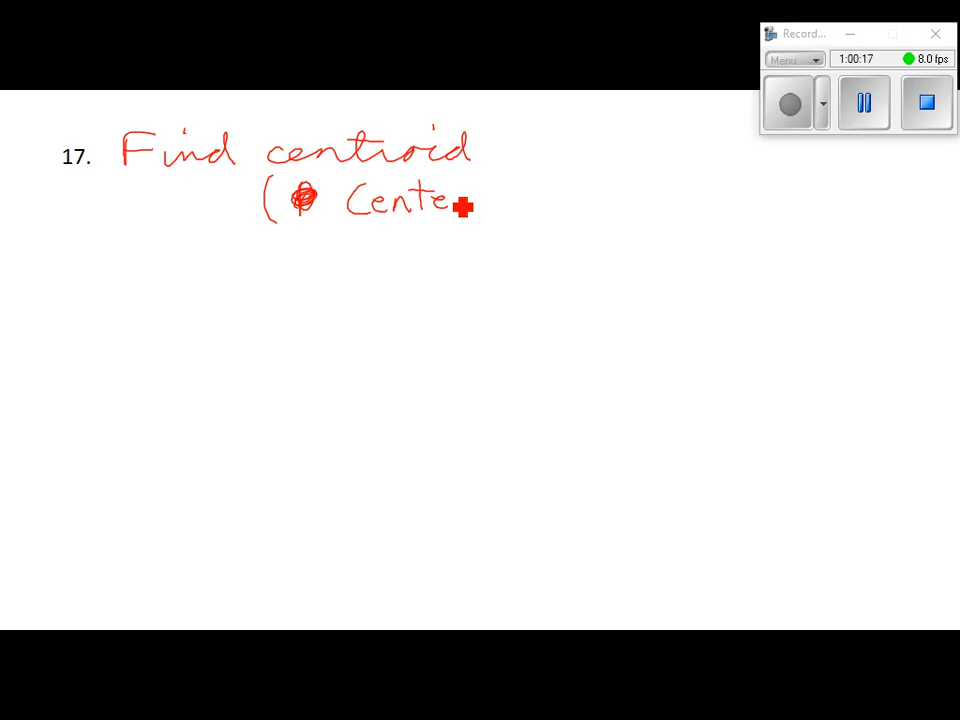 Record...
Menu 1:00:17 8.0 fps
17. Find centroid
( Cente